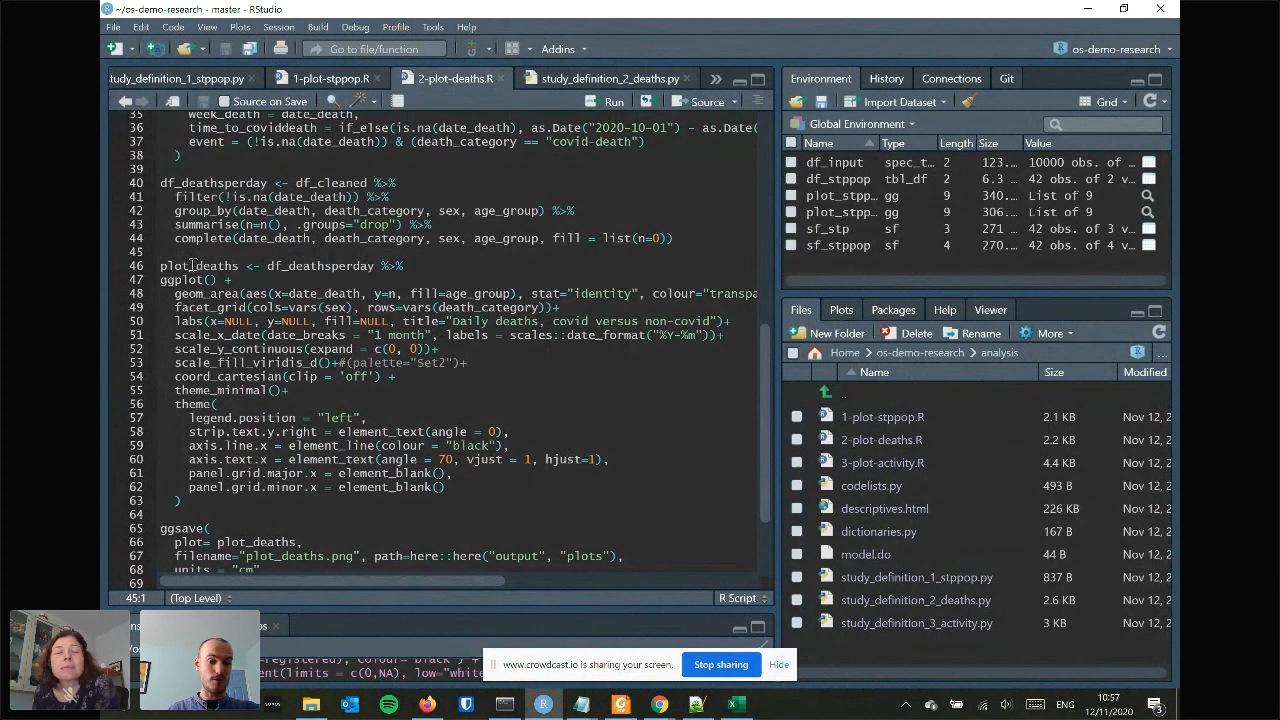 ~/os-demo-research - master - RStudio
File Edit Code View Plots Session Build Debug Profile Tools Help
Go to file/function Addins os-demo-research
tudy_definition_1_stppop.py 1-plot-stppop.R 2-plot-deaths.R study_definition_2_deaths.py
Source on Save Run Source
35 week_death = date_death,
36 time_to_coviddeath = if_else(is.na(date_death), as.Date("2020-10-01") - as.Date(
37 event = (!is.na(date_death)) & (death_category == "covid-death")
38 )
39
40 df_deathsperday <- df_cleaned %>%
41 filter(!is.na(date_death)) %>%
42 group_by(date_death, death_category, sex, age_group) %>%
43 summarise(n=n(), .groups="drop") %>%
44 complete(date_death, death_category, sex, age_group, fill = list(n=0))
45
46 plot_deaths <- df_deathsperday %>%
47 ggplot() +
48 geom_area(aes(x=date_death, y=n, fill=age_group), stat="identity", colour="transpa
49 facet_grid(cols=vars(sex), rows=vars(death_category))+
50 labs(x=NULL, y=NULL, fill=NULL, title="Daily deaths, covid versus non-covid")+
51 scale_x_date(date_breaks = "1 month", labels = scales::date_format("%Y-%m"))+
52 scale_y_continuous(expand = c(0, 0))+
53 scale_fill_viridis_d()+#(palette="Set2")+
54 coord_cartesian(clip = 'off') +
55 theme_minimal()+
56 theme(
57 legend.position = "left",
58 strip.text.y.right = element_text(angle = 0),
59 axis.line.x = element_line(colour = "black"),
60 axis.text.x = element_text(angle = 70, vjust = 1, hjust=1),
61 panel.grid.major.x = element_blank(),
62 panel.grid.minor.x = element_blank()
63 )
64
65 ggsave(
66 plot= plot_deaths,
67 filename="plot_deaths.png", path=here::here("output", "plots"),
68 units = "cm"
69
45:1 (Top Level) R Script
Environment History Connections Git
Import Dataset Grid
Global Environment
Name Type Length Size Value
df_input spec_t… 2 123.… 10000 obs. of …
df_stppop tbl_df 2 6.3 … 42 obs. of 2 v…
plot_stpp… gg 9 340.… List of 9
plot_stpp… gg 9 306.… List of 9
sf_stp sf 3 271 … 42 obs. of 3 v…
sf_stppop sf 4 270.… 42 obs. of 4 v…
Files Plots Packages Help Viewer
New Folder Delete Rename More
Home os-demo-research analysis ...
Name Size Modified
..
1-plot-stppop.R 2.1 KB Nov 12, 2
2-plot-deaths.R 2.2 KB Nov 12, 2
3-plot-activity.R 4.4 KB Nov 12, 2
codelists.py 493 B Nov 12, 2
descriptives.html 226 KB Nov 12, 2
dictionaries.py 167 B Nov 12, 2
model.do 44 B Nov 12, 2
study_definition_1_stppop.py 837 B Nov 12, 2
study_definition_2_deaths.py 2.6 KB Nov 12, 2
study_definition_3_activity.py 3 KB Nov 12, 2
www.crowdcast.io is sharing your screen. Stop sharing Hide
ent(limits = c(0,NA), low="white
ENG
10:57
12/11/2020